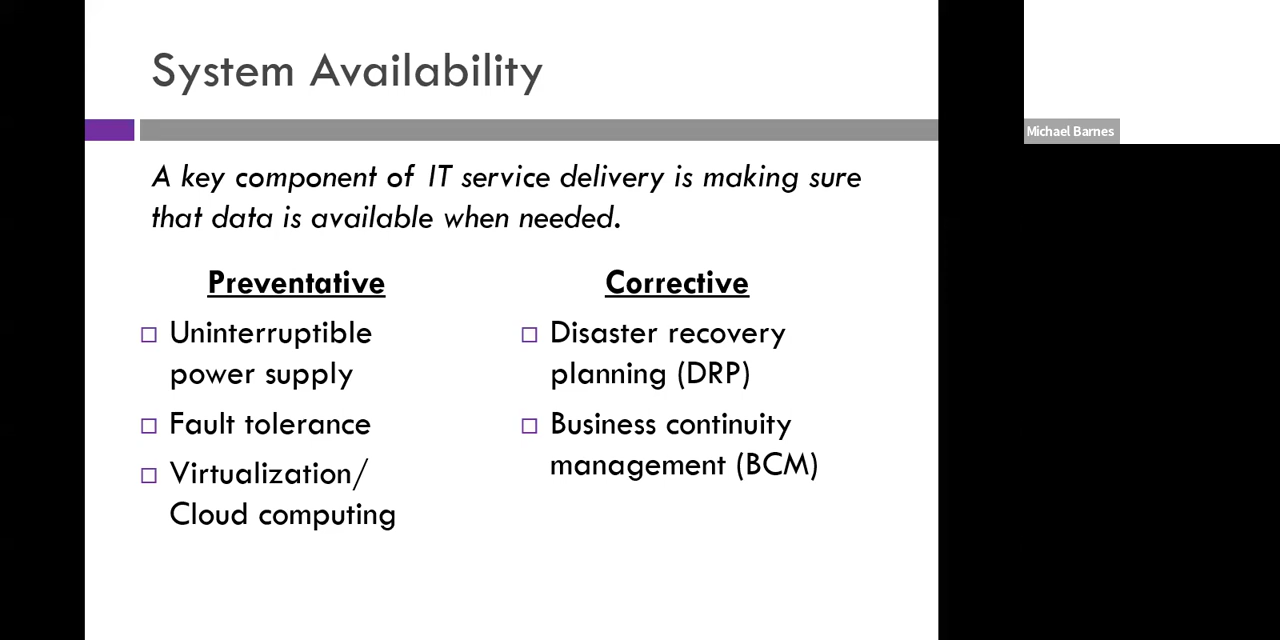 System Availability
Michael Barnes
A key component of IT service delivery is making sure
that data is available when needed.
Preventative
Uninterruptible
power supply
Fault tolerance
Virtualization/
Cloud computing
Corrective
Disaster recovery
planning (DRP)
Business continuity
management (BCM)